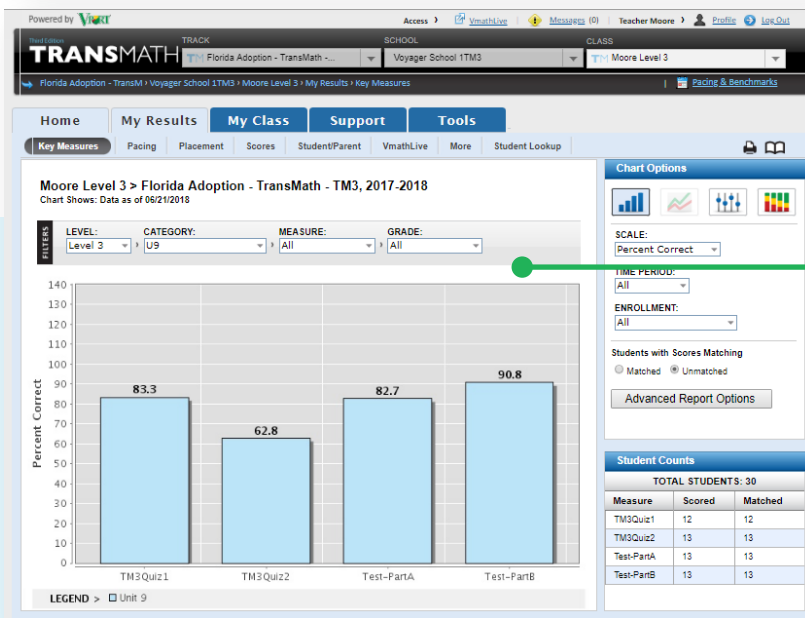 Powered by VPORT
Access › VmathLive | Messages (0) | Teacher Moore › Profile Log Out
Third Edition
TRANSMATH
TRACK SCHOOL CLASS
TM Florida Adoption - TransMath -... Voyager School 1TM3 TM Moore Level 3
Florida Adoption - TransM › Voyager School 1TM3 › Moore Level 3 › My Results › Key Measures | Pacing & Benchmarks
Home My Results My Class Support Tools
Key Measures Pacing Placement Scores Student/Parent VmathLive More Student Lookup
Moore Level 3 > Florida Adoption - TransMath - TM3, 2017-2018
Chart Shows: Data as of 06/21/2018
FILTERS
LEVEL: CATEGORY: MEASURE: GRADE:
Level 3 › U9 › All › All
Percent Correct
140
130
120
110
100
90
80
70
60
50
40
30
20
10
0
83.3
62.8
82.7
90.8
TM3Quiz1 TM3Quiz2 Test-PartA Test-PartB
LEGEND > Unit 9
Chart Options
SCALE:
Percent Correct
TIME PERIOD:
All
ENROLLMENT:
All
Students with Scores Matching
Matched Unmatched
Advanced Report Options
Student Counts
TOTAL STUDENTS: 30
Measure Scored Matched
TM3Quiz1 12 12
TM3Quiz2 13 13
Test-PartA 13 13
Test-PartB 13 13